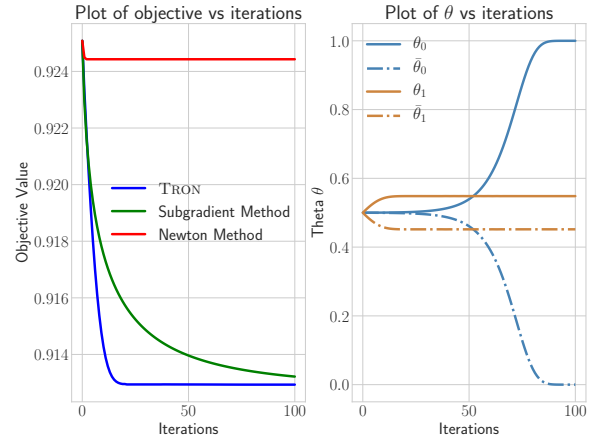 Plot of objective vs iterations
Objective Value
0.924
0.922
0.920
0.918
0.916
0.914
TRON
Subgradient Method
Newton Method
0
50
100
Iterations
Plot of θ vs iterations
Theta θ
1.0
0.8
0.6
0.4
0.2
0.0
θ₀
θ̄₀
θ₁
θ̄₁
0
50
100
Iterations